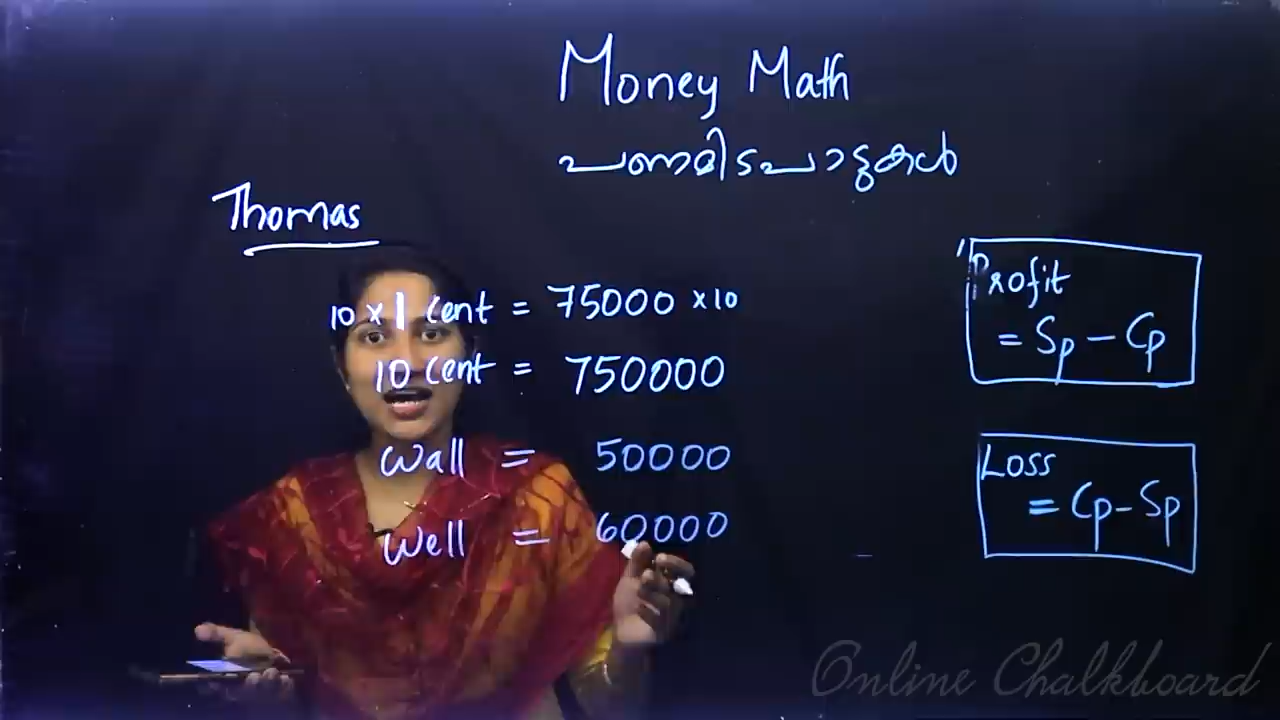 Money Math
പണമിടപാടുകൾ
Thomas
10 × 1 Cent = 75000 × 10
10 Cent = 750000
Wall = 50000
Well = 60000
Profit
= Sp - Cp
Loss
= Cp - Sp
Online Chalkboard